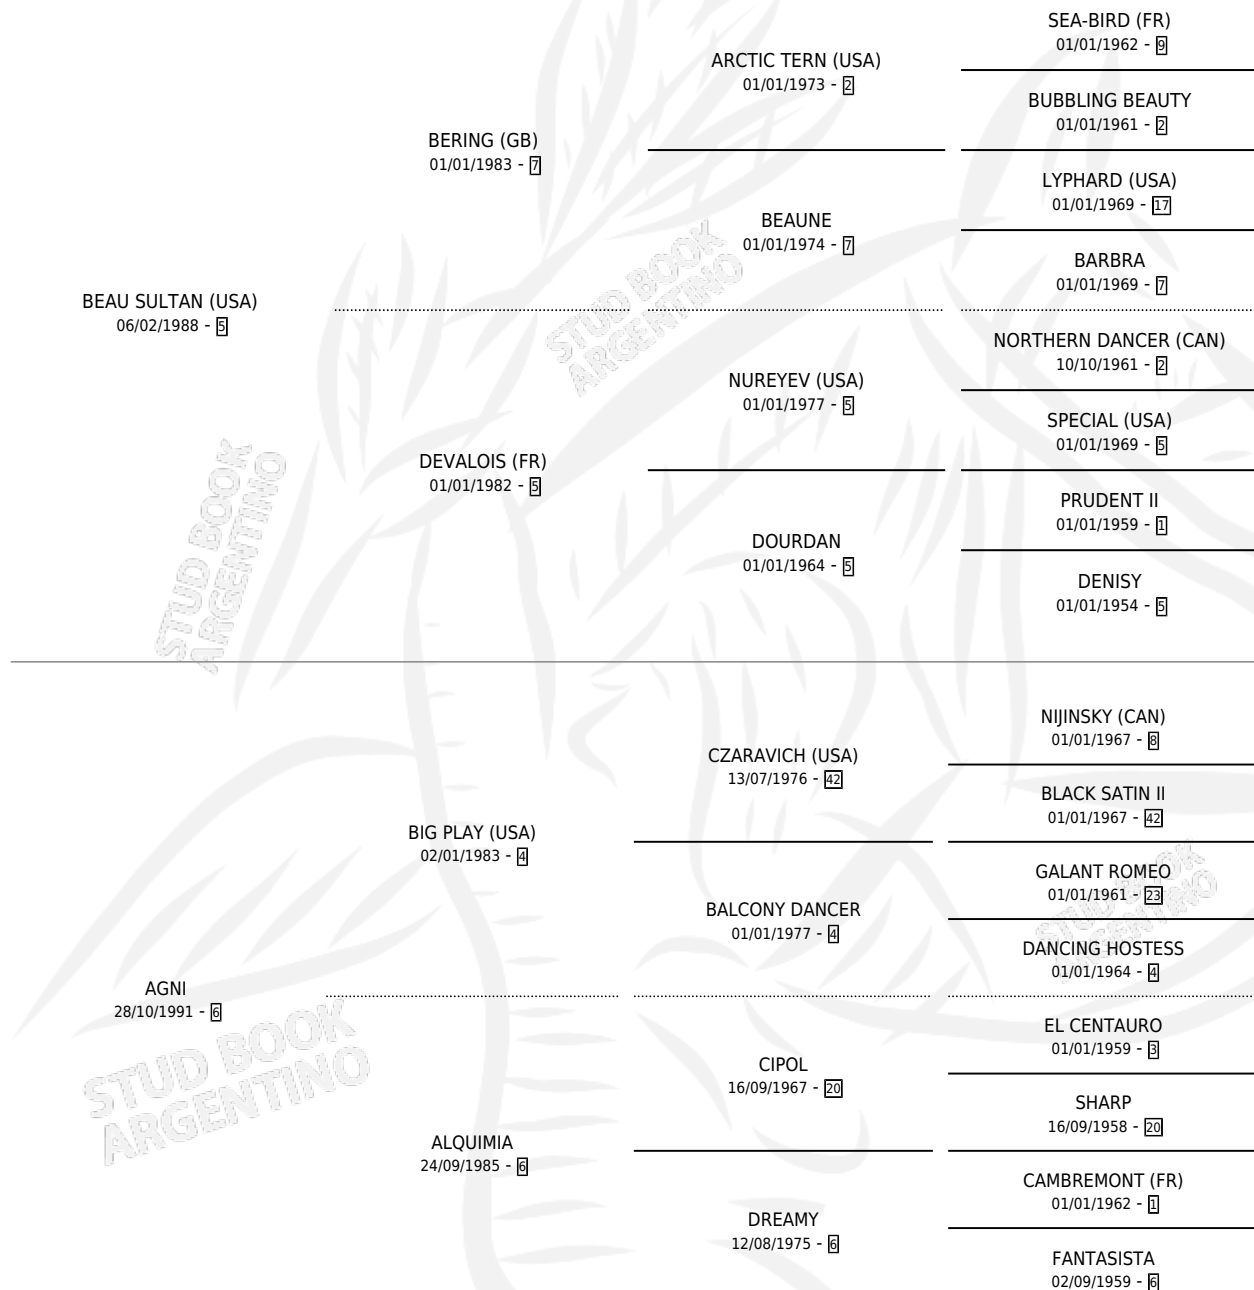 SEA-BIRD (FR)
01/01/1962 - 9
ARCTIC TERN (USA)
01/01/1973 - 2
BUBBLING BEAUTY
01/01/1961 - 2
BERING (GB)
01/01/1983 - 7
LYPHARD (USA)
01/01/1969 - 17
BEAUNE
01/01/1974 - 7
BARBRA
01/01/1969 - 7
BEAU SULTAN (USA)
06/02/1988 - 5
STUD BOOK
ARGENTINO
NORTHERN DANCER (CAN)
10/10/1961 - 2
NUREYEV (USA)
01/01/1977 - 5
SPECIAL (USA)
01/01/1969 - 5
DEVALOIS (FR)
01/01/1982 - 5
PRUDENT II
01/01/1959 - 1
DOURDAN
01/01/1964 - 5
DENISY
01/01/1954 - 5
STUD BOOK
ARGENTINO
NIJINSKY (CAN)
01/01/1967 - 8
CZARAVICH (USA)
13/07/1976 - 42
BLACK SATIN II
01/01/1967 - 42
BIG PLAY (USA)
02/01/1983 - 4
GALANT ROMEO
01/01/1961 - 23
BALCONY DANCER
01/01/1977 - 4
DANCING HOSTESS
01/01/1964 - 4
STUD BOOK
ARGENTINO
AGNI
28/10/1991 - 6
EL CENTAURO
01/01/1959 - 3
CIPOL
16/09/1967 - 20
SHARP
16/09/1958 - 20
STUD BOOK
ARGENTINO
ALQUIMIA
24/09/1985 - 6
CAMBREMONT (FR)
01/01/1962 - 1
DREAMY
12/08/1975 - 6
FANTASISTA
02/09/1959 - 6